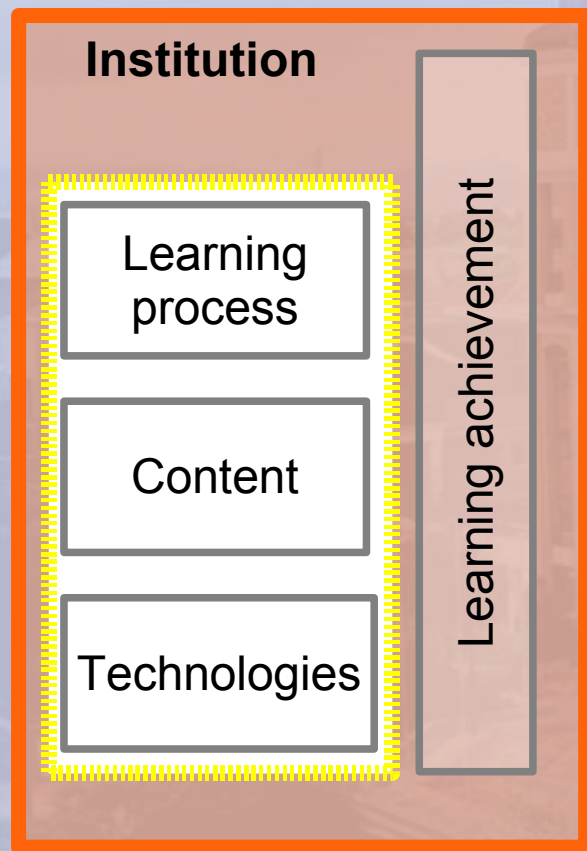 Institution
Learning
process
Content
Technologies
Learning achievement